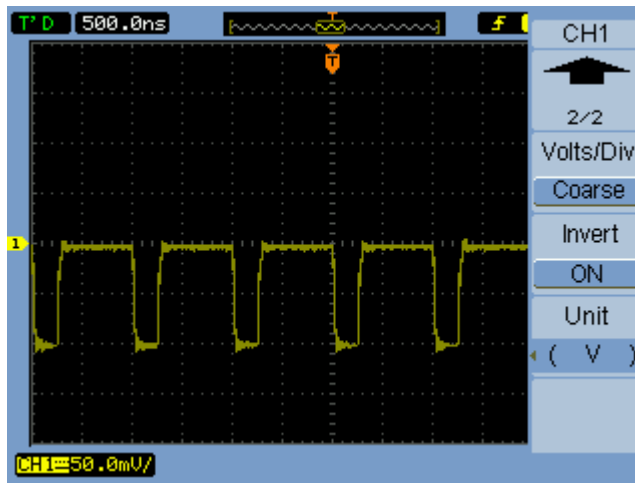 T'D 500.0ns
T
CH1
2/2
Volts/Div
Coarse
Invert
ON
Unit
( V )
1
CH1 50.0mV/